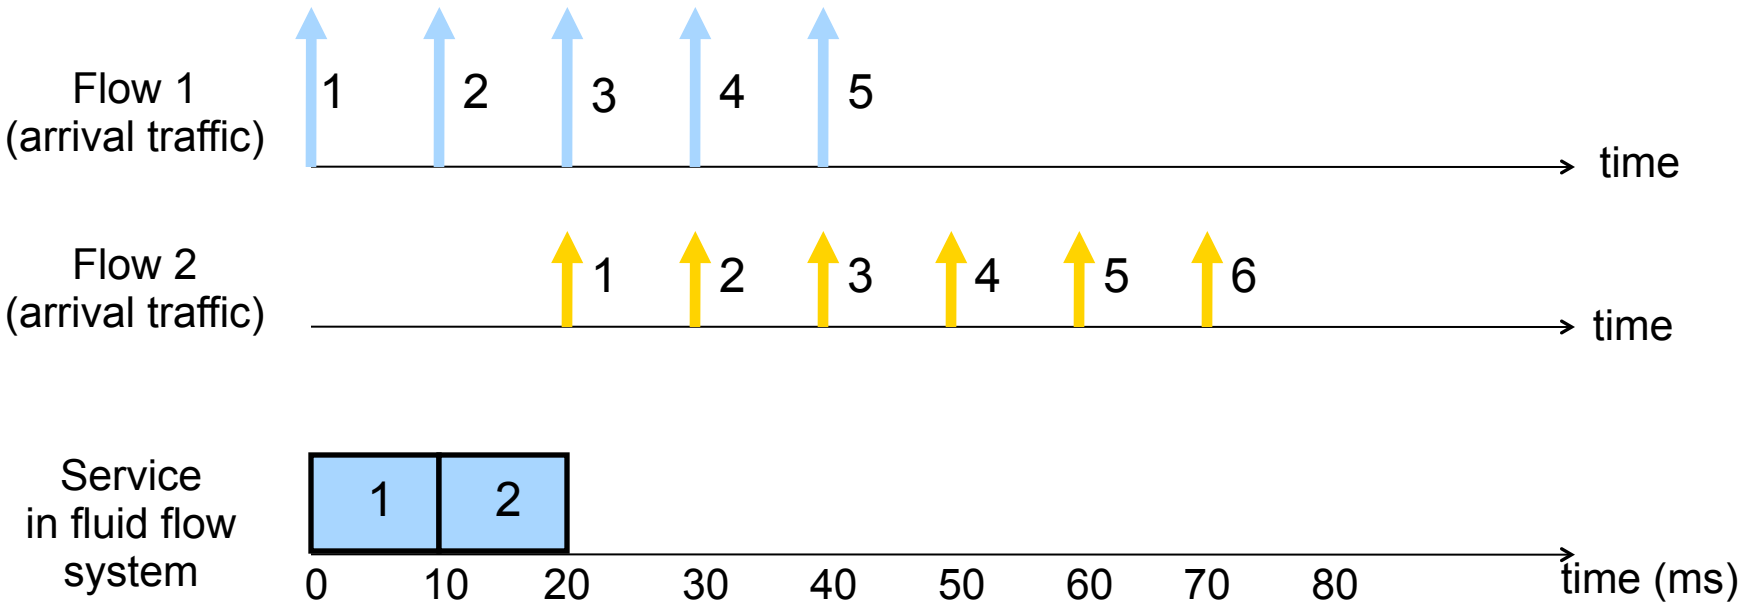 Flow 1
(arrival traffic)
1 2 3 4 5
time
Flow 2
(arrival traffic)
1 2 3 4 5 6
time
Service
in fluid flow
system
1 2
0 10 20 30 40 50 60 70 80
time (ms)